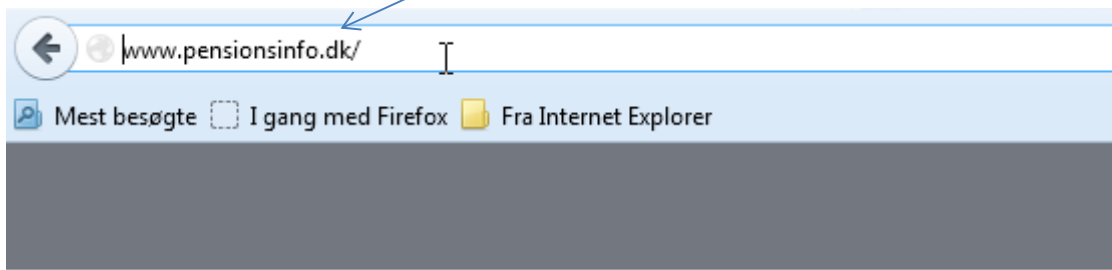 www.pensionsinfo.dk/
Mest besøgte I gang med Firefox Fra Internet Explorer